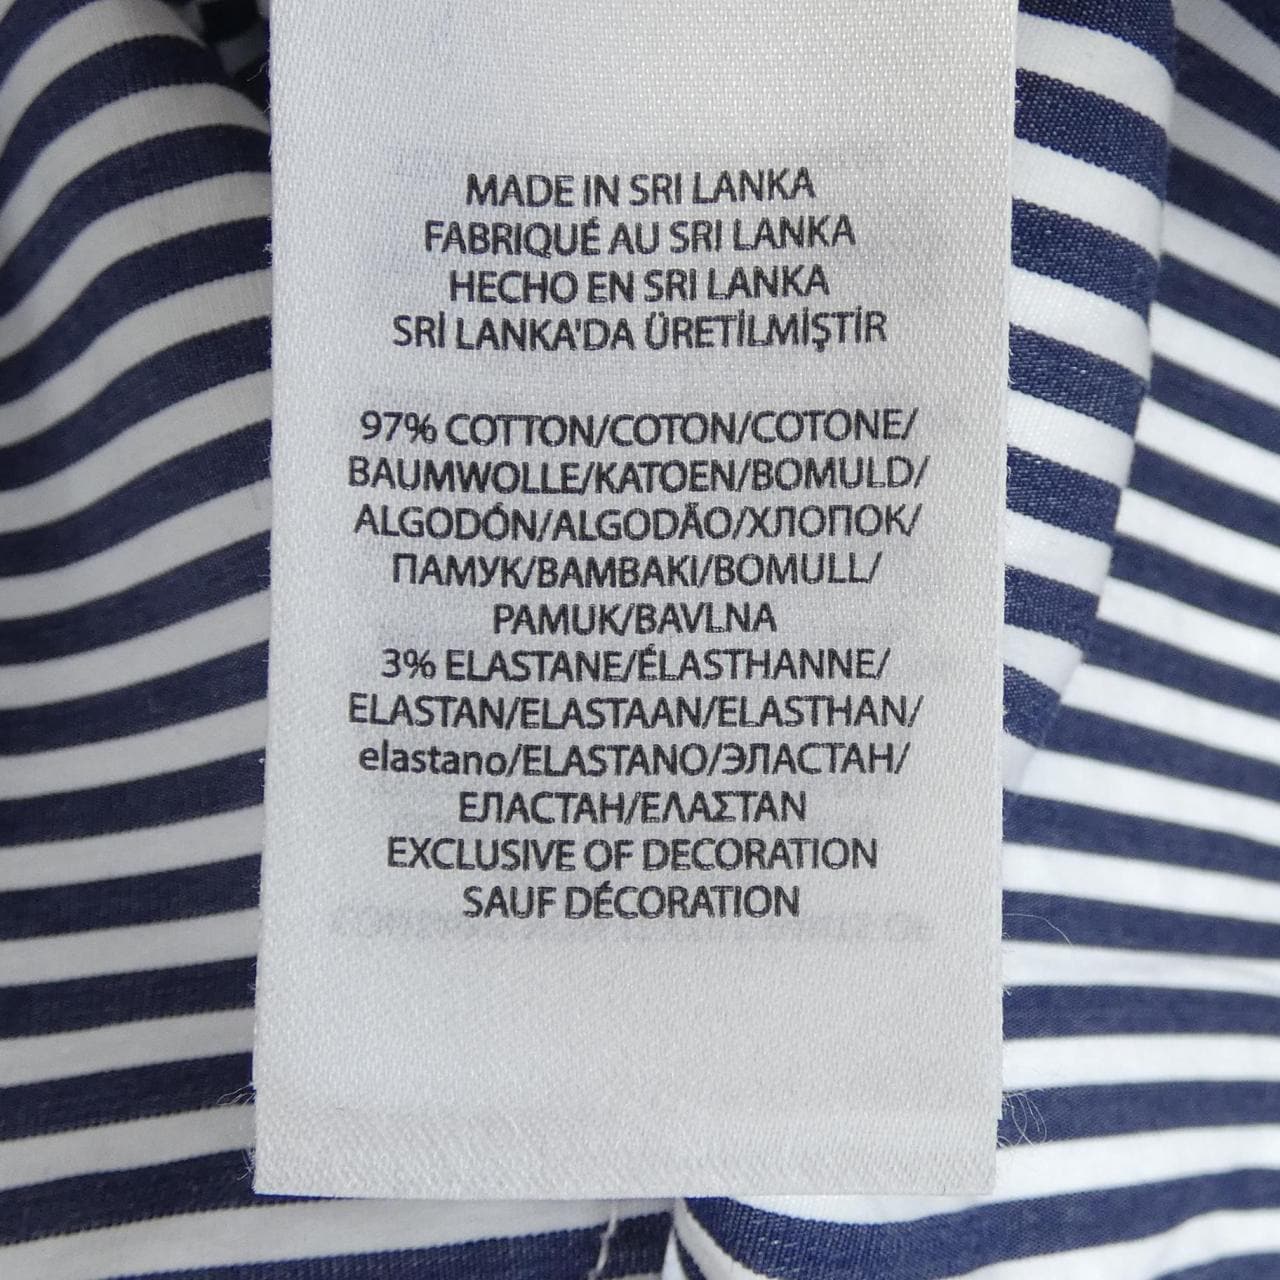 MADE IN SRI LANKA
FABRIQUÉ AU SRI LANKA
HECHO EN SRI LANKA
SRİ LANKA'DA ÜRETİLMİŞTİR
97% COTTON/COTON/COTONE/
BAUMWOLLE/KATOEN/BOMULD/
ALGODÓN/ALGODÃO/ХЛОПОК/
ПАМУК/BAMBAKI/BOMULL/
PAMUK/BAVLNA
3% ELASTANE/ÉLASTHANNE/
ELASTAN/ELASTAAN/ELASTHAN/
elastano/ELASTANO/ЭЛАСТАН/
ЕЛАСТАН/ΕΛΑΣΤΑΝ
EXCLUSIVE OF DECORATION
SAUF DÉCORATION